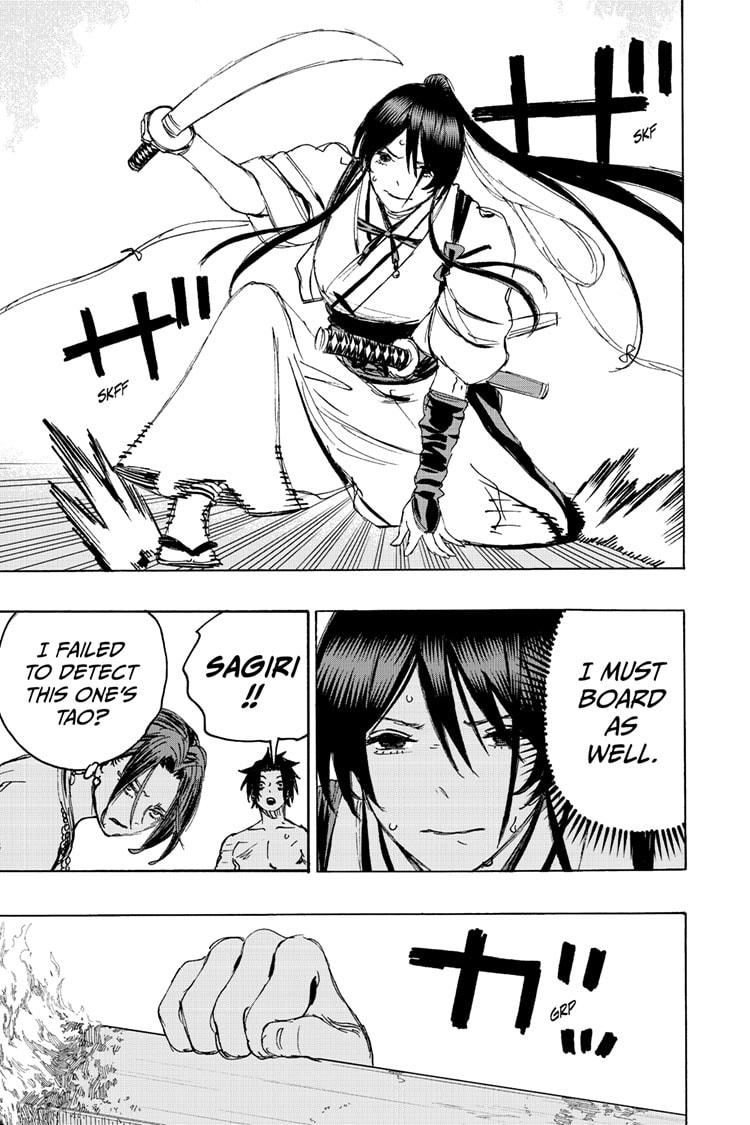 ザ
SKF
ザ
SKFF
I MUST
BOARD
AS
WELL.
SAGIRI
!!
I FAILED
TO DETECT
THIS ONE'S
TAO?
ガッ
GRP